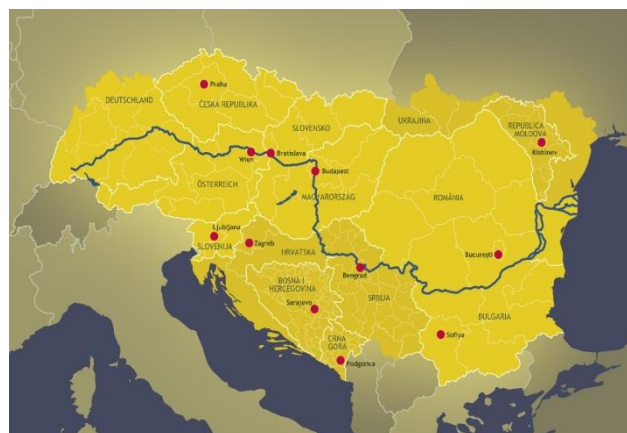 Praha
DEUTSCHLAND
ČESKÁ REPUBLIKA
UKRAJINA
SLOVENSKO
REPUBLICA
MOLDOVA
Kishinev
Wien
Bratislava
Budapest
ÖSTERREICH
MAGYARORSZÁG
ROMÂNIA
Ljubljana
SLOVENIJA
Zagreb
HRVATSKA
București
Beograd
BOSNA I
HERCEGOVINA
Sarajevo
SRBIJA
BULGARIA
CRNA
GORA
Sofiya
Podgorica